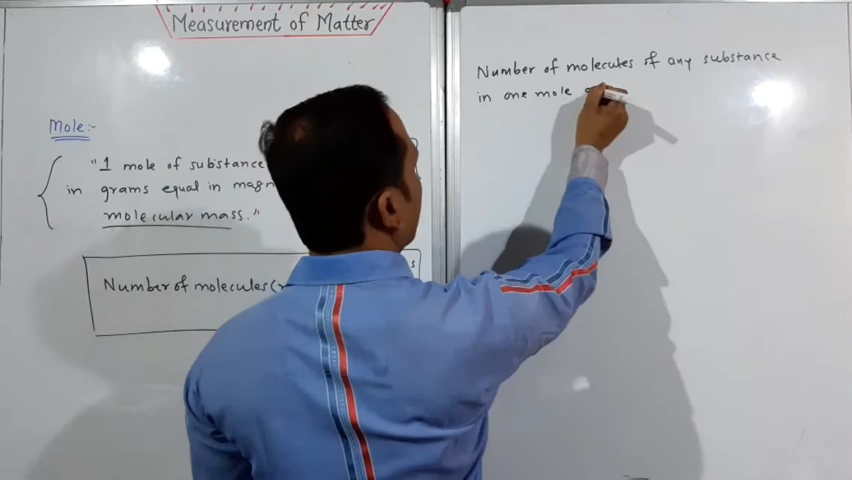 Measurement of Matter
Mole:-
"1 mole of substance
in grams equal in
molecular mass."
Number of molecules
Number of molecules of any substance
in one mole